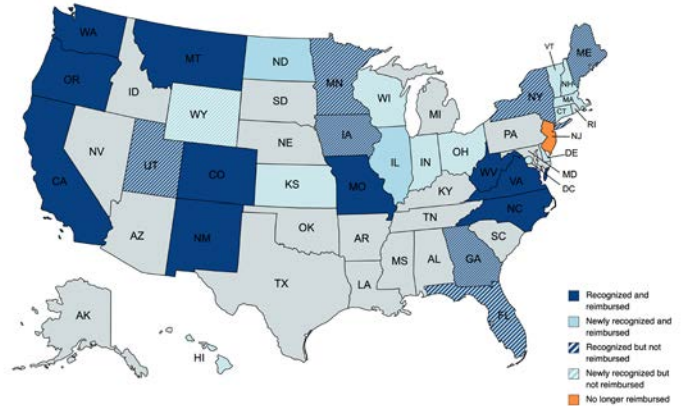 WA
MT
ND
MN
ME
VT
NH
OR
ID
SD
WI
MI
NY
MA
CT
RI
WY
IA
PA
NJ
NE
NV
UT
CO
IL
IN
OH
DE
MD
DC
CA
KS
MO
KY
WV
VA
AZ
NM
OK
AR
TN
NC
SC
TX
LA
MS
AL
GA
FL
AK
HI
Recognized and
reimbursed
Newly recognized and
reimbursed
Recognized but not
reimbursed
Newly recognized but
not reimbursed
No longer reimbursed